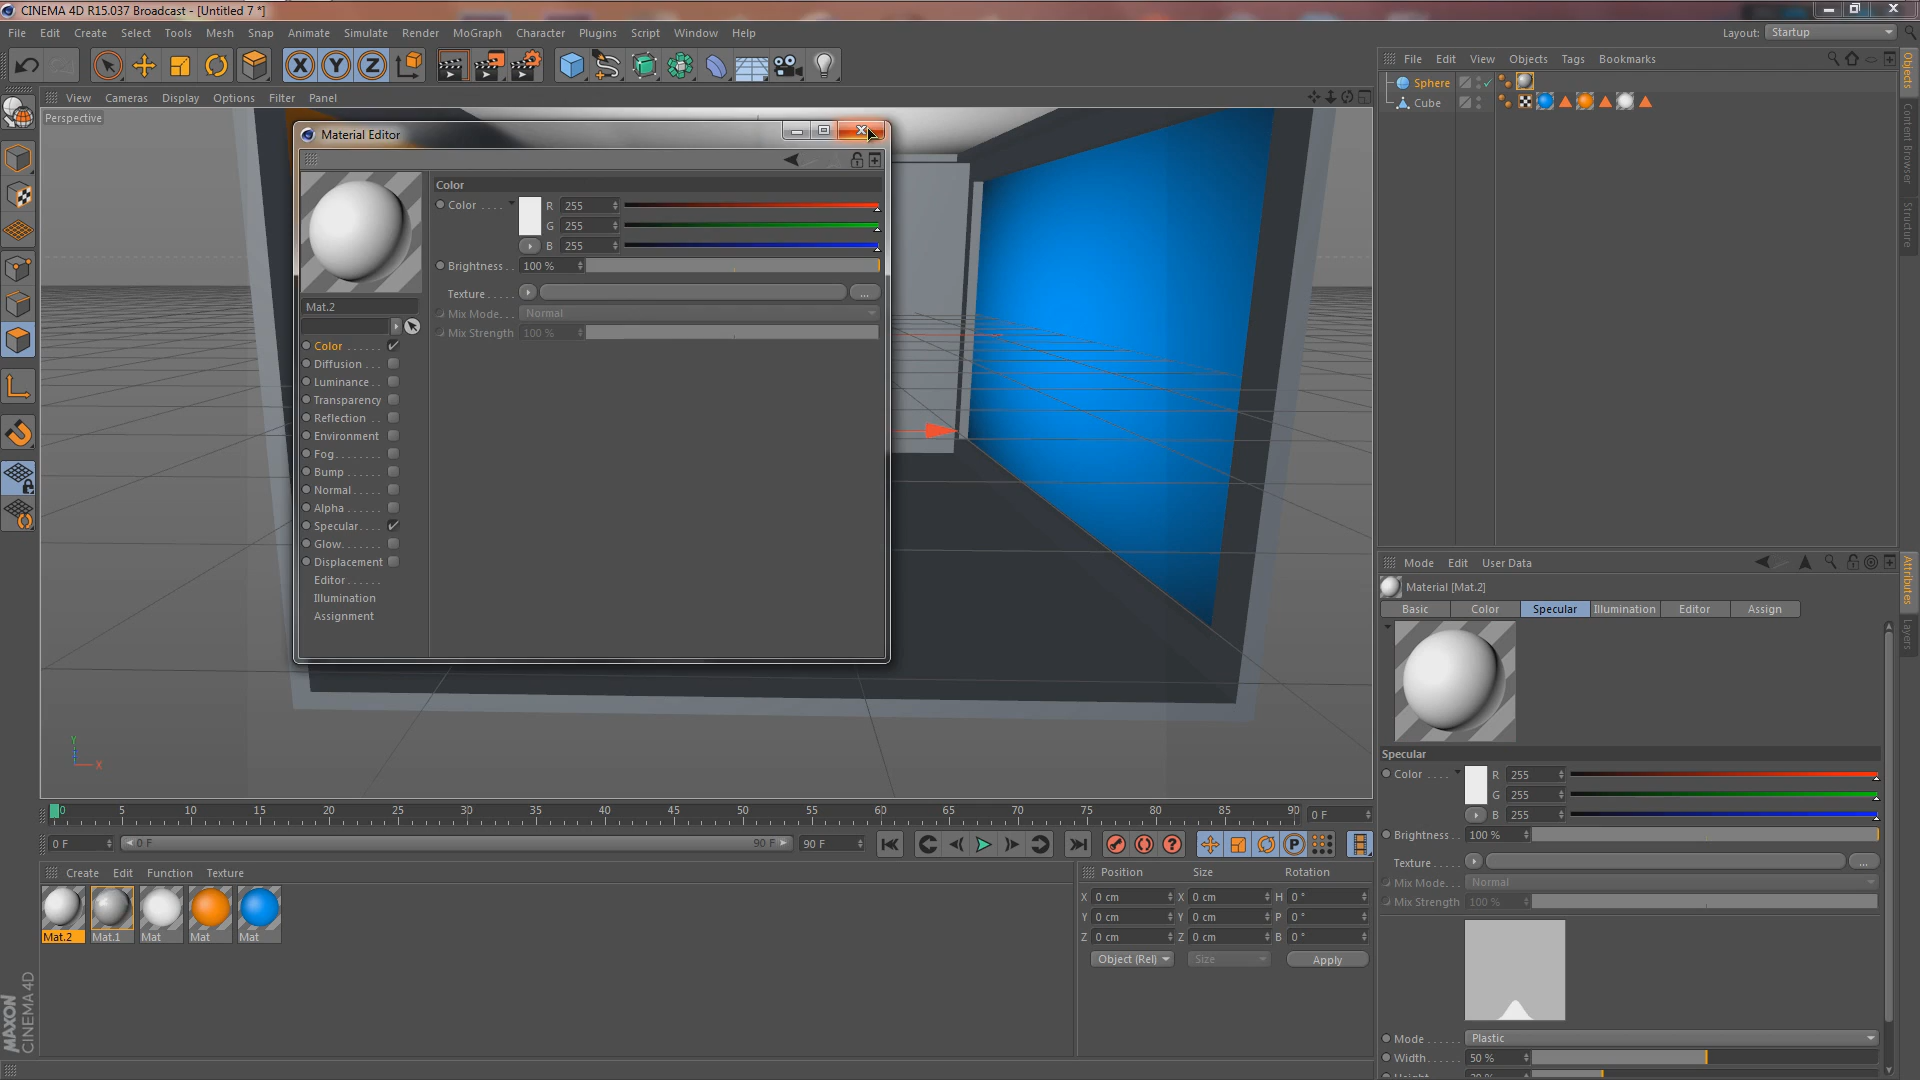 CINEMA 4D R15.037 Broadcast - [Untitled 7 *]
File Edit Create Select Tools Mesh Snap Animate Simulate Render MoGraph Character Plugins Script Window Help
Layout: Startup
View Cameras Display Options Filter Panel
Perspective
Material Editor
Color
Color . . . . R 255
G 255
B 255
Brightness . . 100 %
Texture . . . . . ...
Mix Mode. . . Normal
Mix Strength 100 %
Mat.2
Color . . . . . .
Diffusion . . .
Luminance . .
Transparency
Reflection . .
Environment
Fog. . . . . . . .
Bump . . . . . .
Normal . . . . .
Alpha . . . . . .
Specular. . . .
Glow. . . . . . .
Displacement
Editor . . . . . .
Illumination
Assignment
Y
X
0 5 10 15 20 25 30 35 40 45 50 55 60 65 70 75 80 85 90 0 F
0 F 0 F 90 F 90 F
Create Edit Function Texture
Mat.2 Mat.1 Mat Mat Mat
Position Size Rotation
X 0 cm X 0 cm H 0 °
Y 0 cm Y 0 cm P 0 °
Z 0 cm Z 0 cm B 0 °
Object (Rel) Size Apply
MAXON
CINEMA 4D
File Edit View Objects Tags Bookmarks
Sphere
Cube
Objects
Content Browser
Structure
Mode Edit User Data
Material [Mat.2]
Basic Color Specular Illumination Editor Assign
Specular
Color . . . . R 255
G 255
B 255
Brightness . . 100 %
Texture . . . . . ...
Mix Mode. . . Normal
Mix Strength 100 %
Mode . . . . . . Plastic
Width. . . . . . 50 %
Attributes
Layers